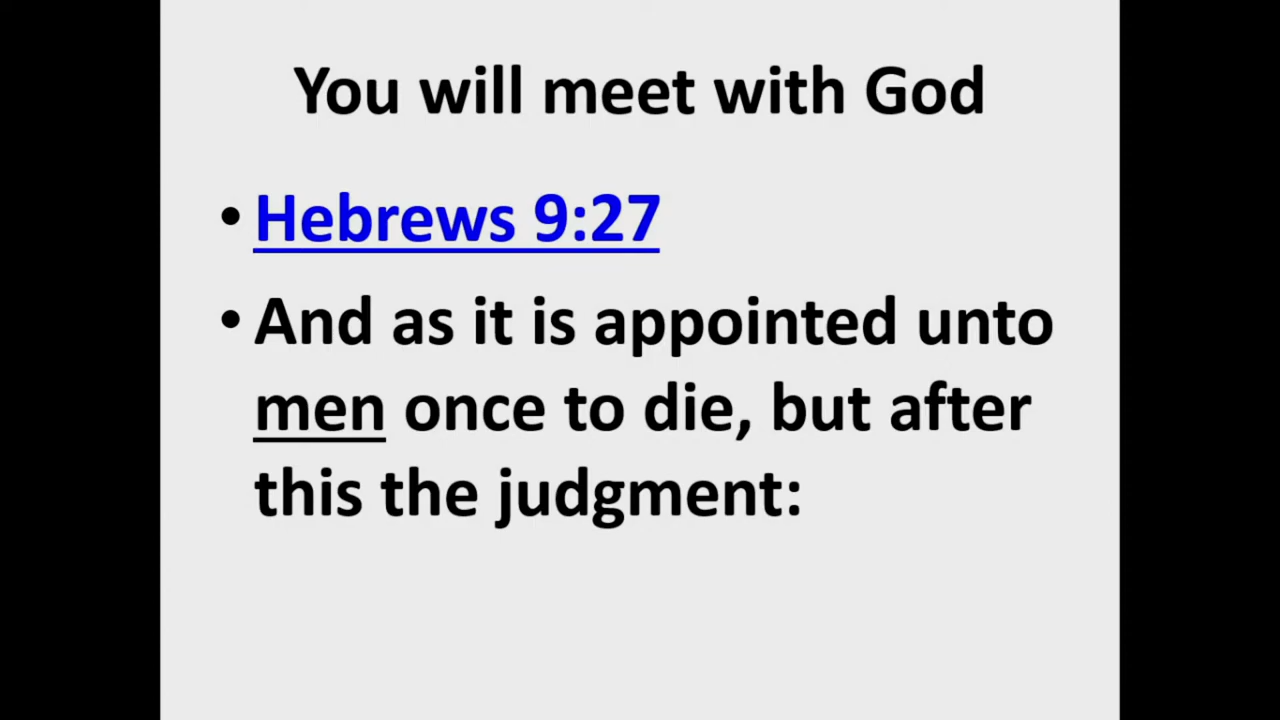 You will meet with God
• Hebrews 9:27
• And as it is appointed unto
men once to die, but after
this the judgment: